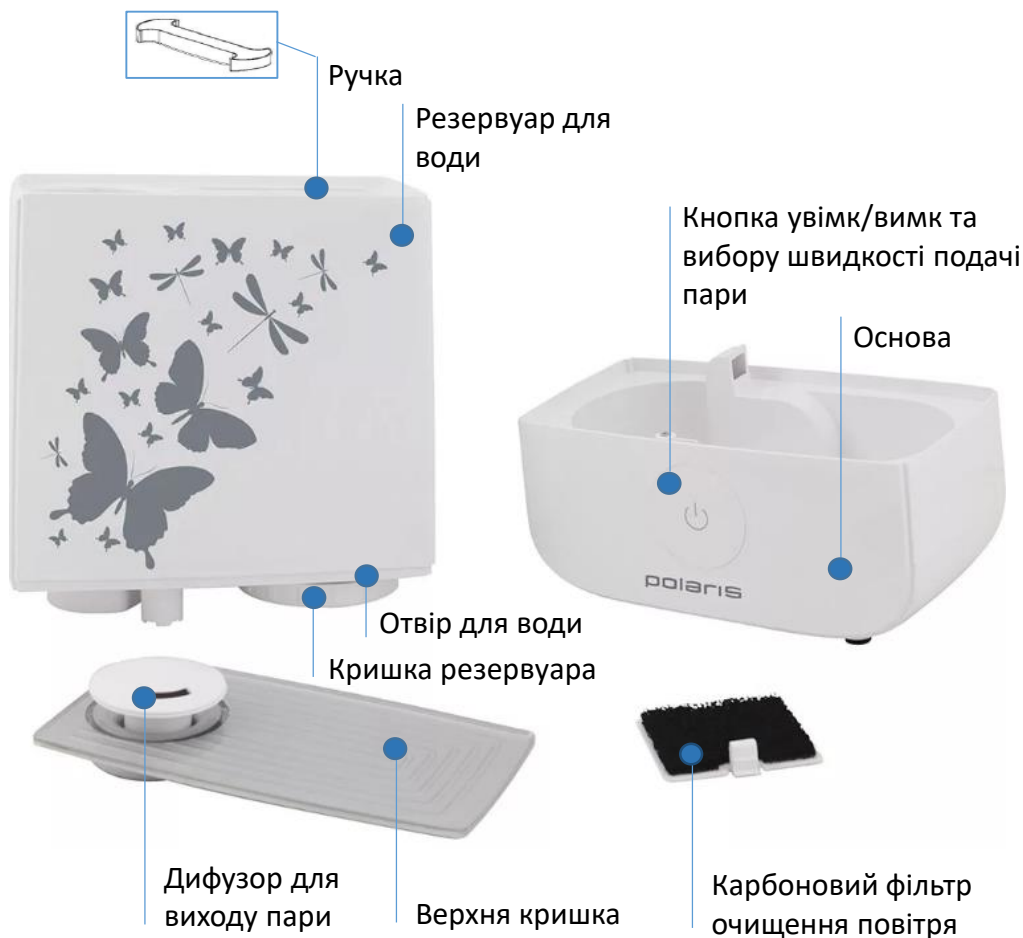 Ручка
Резервуар для
води
Кнопка увімк/вимк та
вибору швидкості подачі
пари
Основа
polaris
Отвір для води
Кришка резервуара
Дифузор для
виходу пари
Верхня кришка
Карбоновий фільтр
очищення повітря